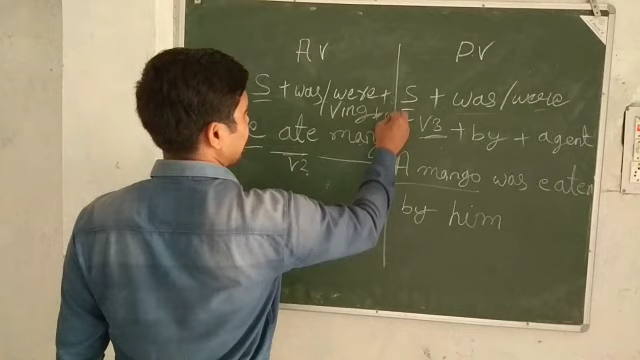 AV
S + was/were +
Ving +
ate
V2
PV
S + was/were
V3 + by + agent
A mango was eaten
by him